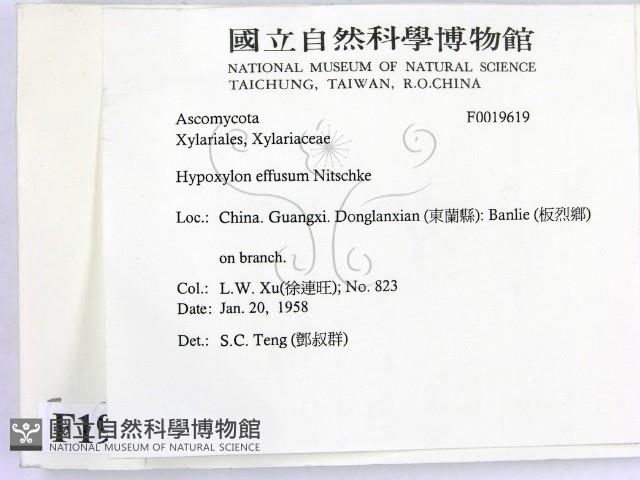 國立自然科學博物館
NATIONAL MUSEUM OF NATURAL SCIENCE
TAICHUNG, TAIWAN, R.O.CHINA
Ascomycota F0019619
Xylariales, Xylariaceae
Hypoxylon effusum Nitschke
Loc.: China. Guangxi. Donglanxian (東蘭縣): Banlie (板烈鄉)
on branch.
Col.: L.W. Xu(徐連旺); No. 823
Date: Jan. 20, 1958
Det.: S.C. Teng (鄧叔群)
F19
國立自然科學博物館
NATIONAL MUSEUM OF NATURAL SCIENCE